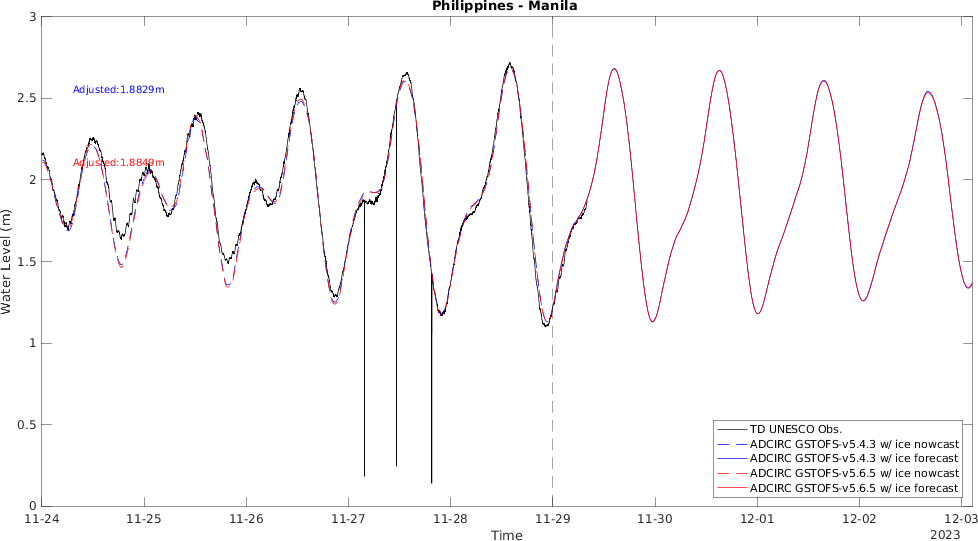 Philippines - Manila
3
2.5
2
1.5
1
0.5
0
Water Level (m)
Adjusted:1.8829m
Adjusted:1.8849m
TD UNESCO Obs.
ADCIRC GSTOFS-v5.4.3 w/ ice nowcast
ADCIRC GSTOFS-v5.4.3 w/ ice forecast
ADCIRC GSTOFS-v5.6.5 w/ ice nowcast
ADCIRC GSTOFS-v5.6.5 w/ ice forecast
11-24 11-25 11-26 11-27 11-28 11-29 11-30 12-01 12-02 12-03
Time
2023